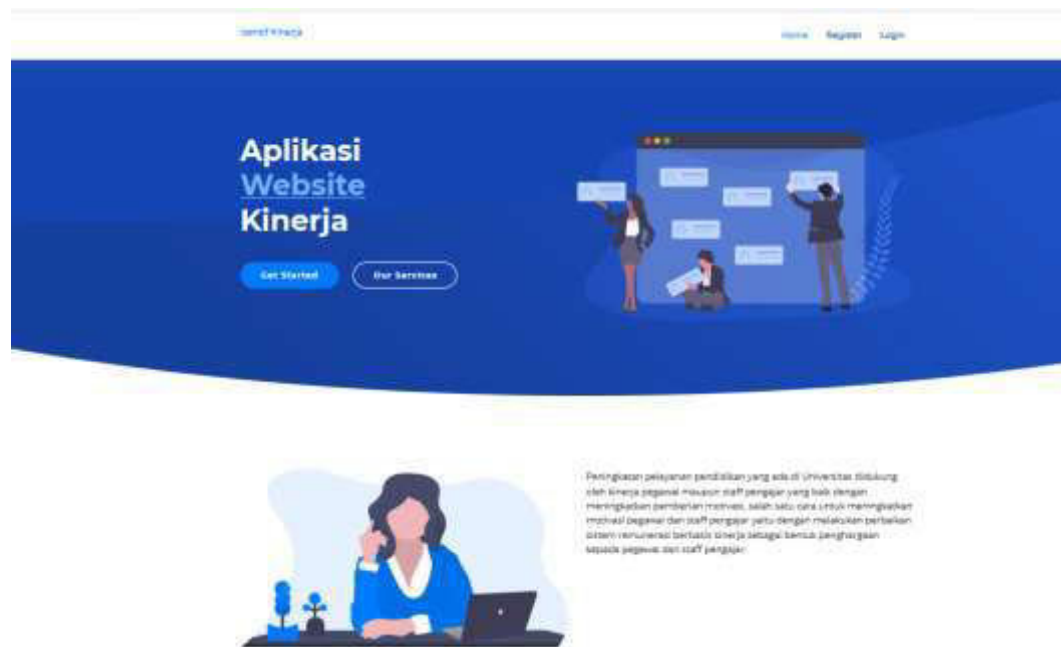 Kinerja
Home Register Login
Aplikasi
Website
Kinerja
Get Started Our Services
Peningkatan pelayanan pendidikan yang ada di Universitas didukung
oleh kinerja pegawai maupun staff pengajar yang baik dengan
meningkatkan pemberian motivasi, salah satu cara untuk meningkatkan
motivasi pegawai dan staff pengajar yaitu dengan melakukan perbaikan
sistem remunerasi berbasis kinerja sebagai bentuk penghargaan
kepada pegawai dan staff pengajar